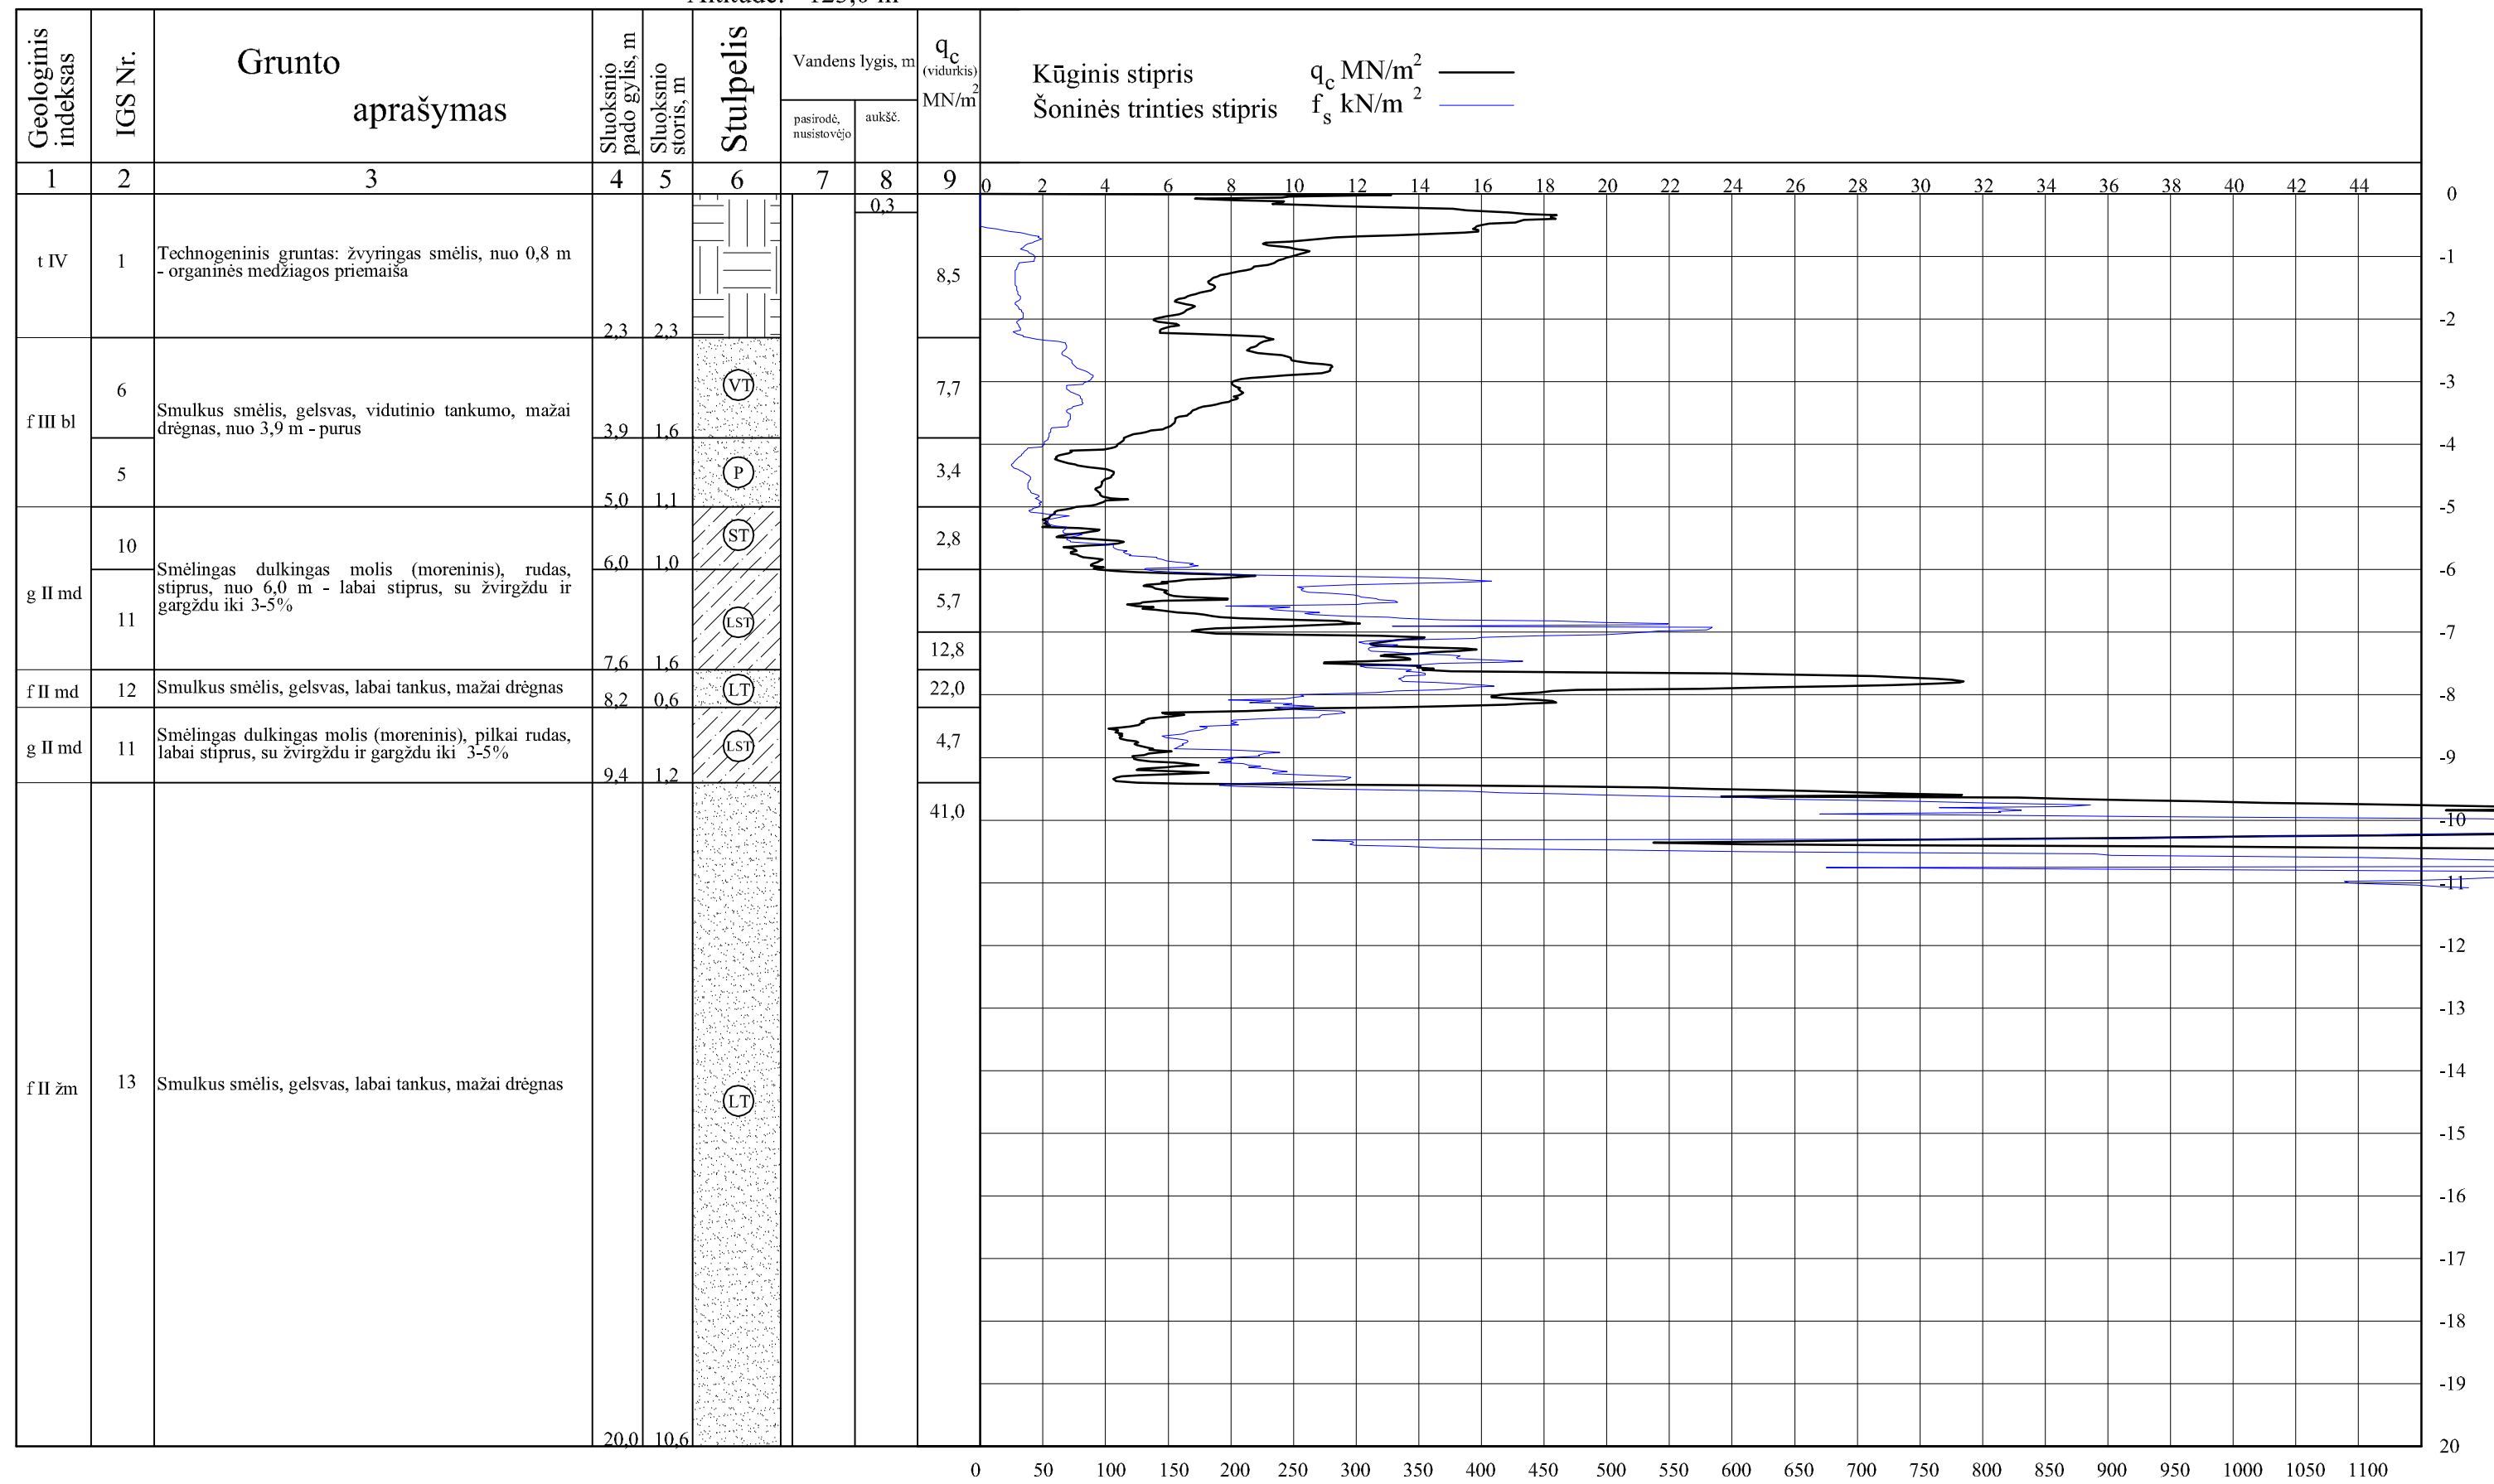 Geologinis
indeksas
IGS Nr.
Grunto
aprašymas
Sluoksnio
pado gylis, m
Sluoksnio
storis, m
Stulpelis
Vandens lygis, m
pasirodė,
nusistovėjo
aukšč.
qc
(vidurkis)
MN/m2
Kūginis stipris qc MN/m2
Šoninės trinties stipris fs kN/m 2
1 2 3 4 5 6 7 8 9
0 2 4 6 8 10 12 14 16 18 20 22 24 26 28 30 32 34 36 38 40 42 44
0
0,3
t IV
1
Technogeninis gruntas: žvyringas smėlis, nuo 0,8 m
- organinės medžiagos priemaiša
2,3 2,3
8,5
f III bl
6
Smulkus smėlis, gelsvas, vidutinio tankumo, mažai
drėgnas, nuo 3,9 m - purus
3,9 1,6
VT
7,7
5
5,0 1,1
P
3,4
g II md
10
Smėlingas dulkingas molis (moreninis), rudas,
stiprus, nuo 6,0 m - labai stiprus, su žvirgždu ir
gargždu iki 3-5%
6,0 1,0
ST
2,8
11
7,6 1,6
LST
5,7
12,8
f II md
12
Smulkus smėlis, gelsvas, labai tankus, mažai drėgnas
8,2 0,6
LT
22,0
g II md
11
Smėlingas dulkingas molis (moreninis), pilkai rudas,
labai stiprus, su žvirgždu ir gargždu iki 3-5%
9,4 1,2
LST
4,7
41,0
f II žm
13
Smulkus smėlis, gelsvas, labai tankus, mažai drėgnas
LT
20,0 10,6
-1
-2
-3
-4
-5
-6
-7
-8
-9
-10
-11
-12
-13
-14
-15
-16
-17
-18
-19
20
0 50 100 150 200 250 300 350 400 450 500 550 600 650 700 750 800 850 900 950 1000 1050 1100